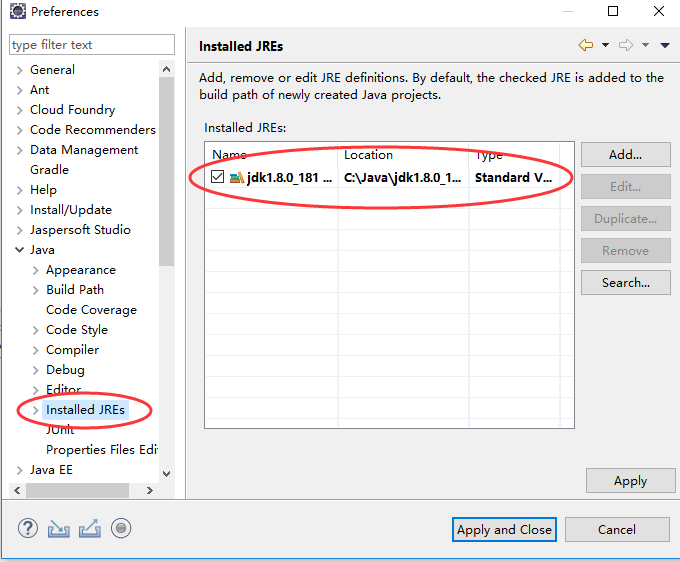 Preferences
type filter text
General
Ant
Cloud Foundry
Code Recommenders
Data Management
Gradle
Help
Install/Update
Jaspersoft Studio
Java
Appearance
Build Path
Code Coverage
Code Style
Compiler
Debug
Editor
Installed JREs
JUnit
Properties Files Edi
Java EE
Installed JREs
Add, remove or edit JRE definitions. By default, the checked JRE is added to the
build path of newly created Java projects.
Installed JREs:
Name Location Type
jdk1.8.0_181 ... C:\Java\jdk1.8.0_1... Standard V...
Add...
Edit...
Duplicate...
Remove
Search...
Apply
Apply and Close Cancel